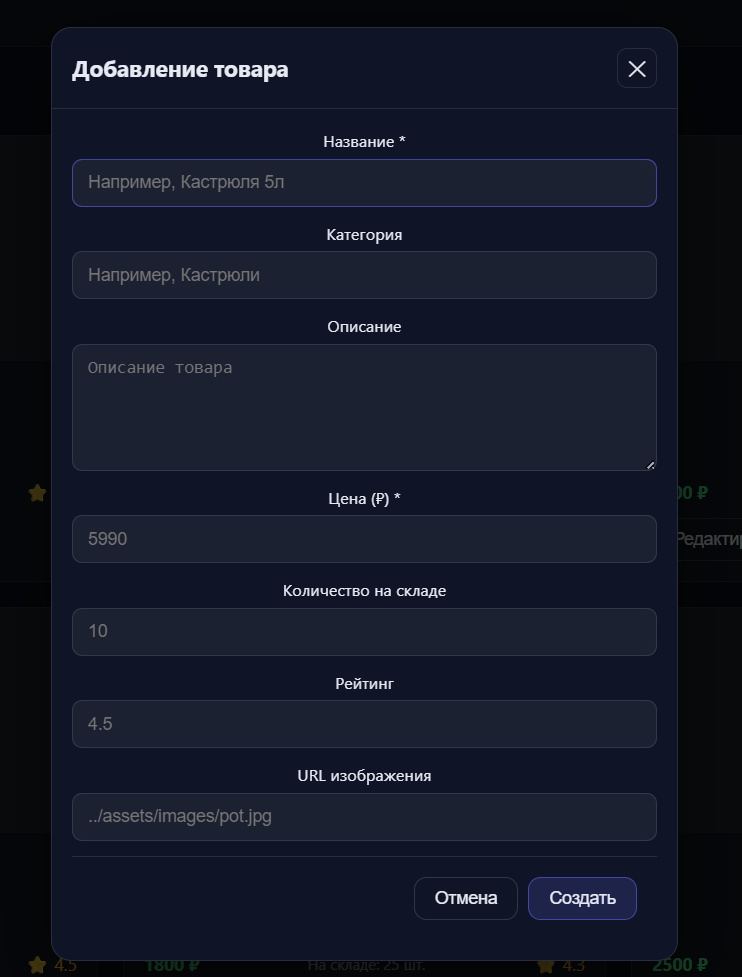 Добавление товара
Название *
Например, Кастрюля 5л
Категория
Например, Кастрюли
Описание
Описание товара
Цена (₽) *
5990
Количество на складе
10
Рейтинг
4.5
URL изображения
../assets/images/pot.jpg
Отмена
Создать
00 ₽
Редактир
4.5
1800 ₽
На складе: 25 шт.
4.3
2500 ₽